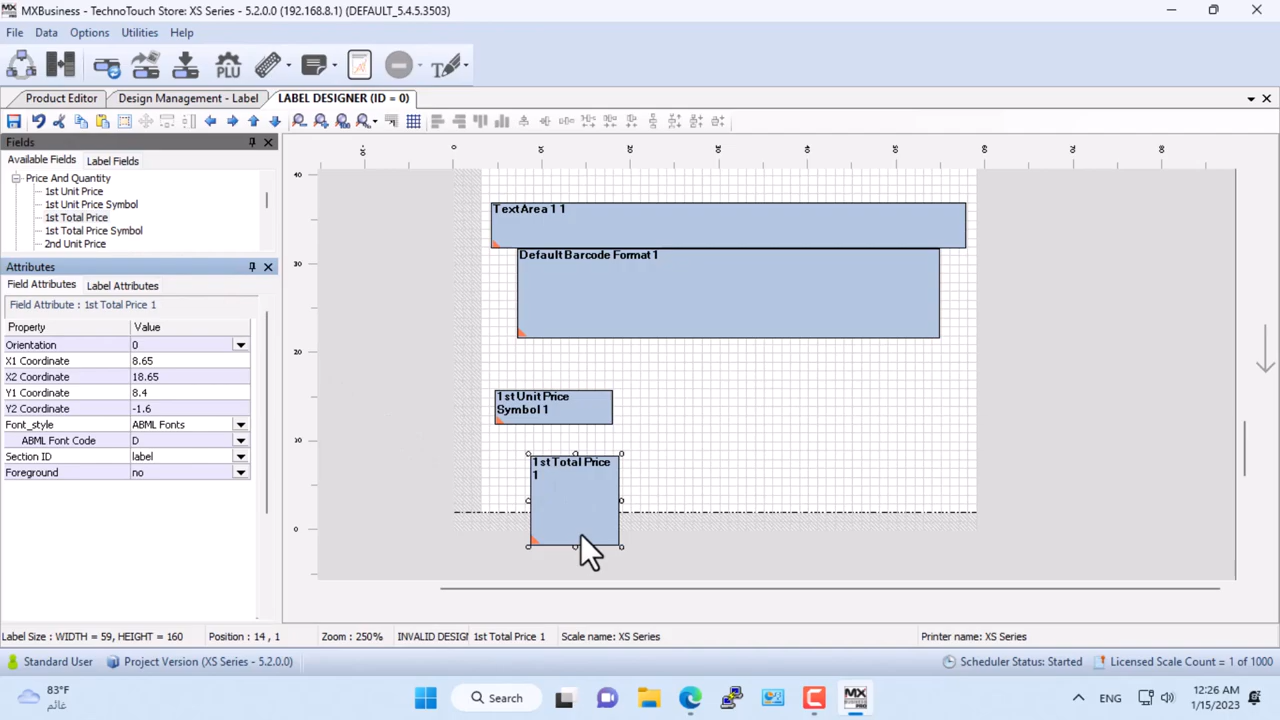 MXBusiness - TechnoTouch Store: XS Series - 5.2.0.0 (192.168.8.1) (DEFAULT_5.4.5.3503)
File Data Options Utilities Help
PLU
Product Editor Design Management - Label LABEL DESIGNER (ID = 0)
Fields
Available Fields Label Fields
Price And Quantity
1st Unit Price
1st Unit Price Symbol
1st Total Price
1st Total Price Symbol
2nd Unit Price
Attributes
Field Attributes Label Attributes
Field Attribute : 1st Total Price 1
Property Value
Orientation 0
X1 Coordinate 8.65
X2 Coordinate 18.65
Y1 Coordinate 8.4
Y2 Coordinate -1.6
Font_style ABML Fonts
ABML Font Code D
Section ID label
Foreground no
40
30
20
10
0
TextArea 1 1
Default Barcode Format 1
1st Unit Price
Symbol 1
1st Total Price
1
Label Size : WIDTH = 59, HEIGHT = 160 Position : 14 , 1 Zoom : 250% INVALID DESIGN 1st Total Price 1 Scale name: XS Series Printer name: XS Series
Standard User Project Version (XS Series - 5.2.0.0) Scheduler Status: Started Licensed Scale Count = 1 of 1000
83°F
غائم
Search
MX
BUSINESS
PRO
ENG
12:26 AM
1/15/2023